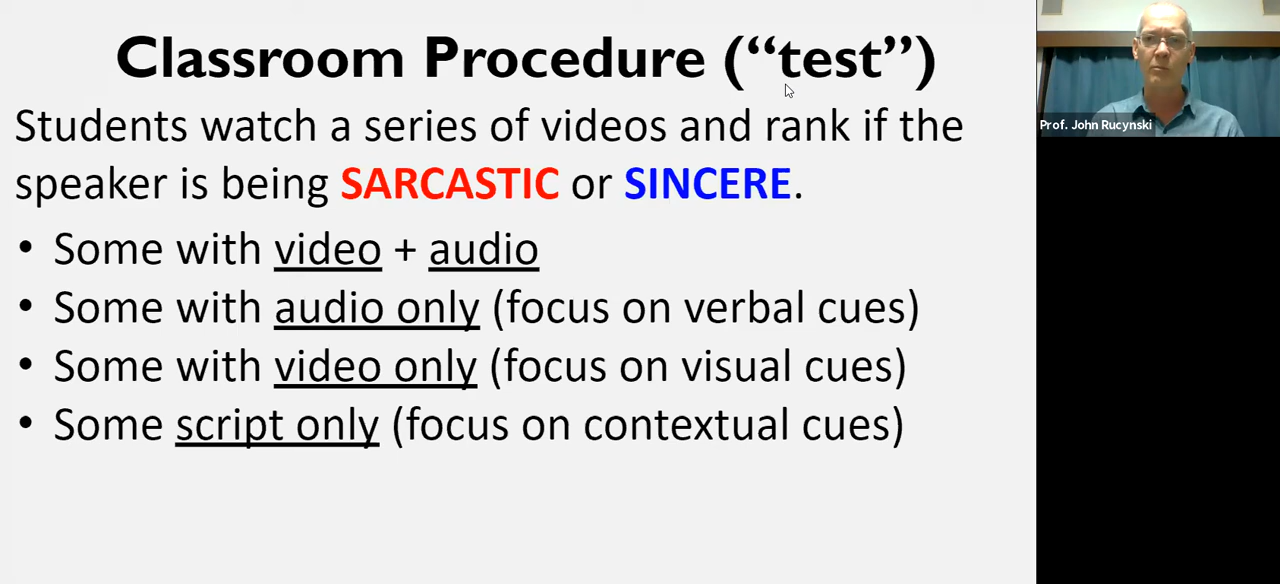 Classroom Procedure (“test”)
Students watch a series of videos and rank if the
speaker is being SARCASTIC or SINCERE.
• Some with video + audio
• Some with audio only (focus on verbal cues)
• Some with video only (focus on visual cues)
• Some script only (focus on contextual cues)
Prof. John Rucynski